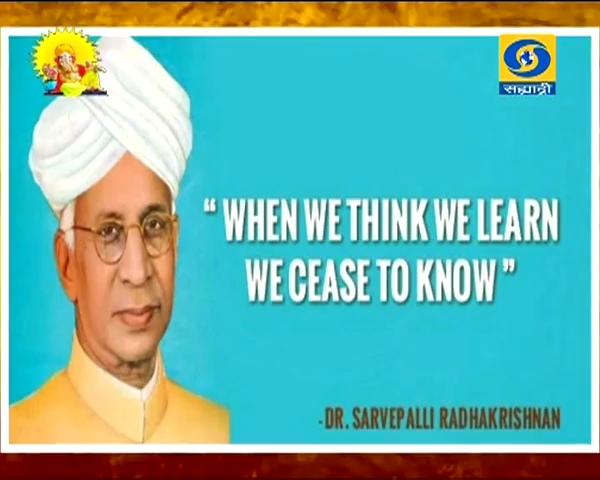 सह्याद्री
“ WHEN WE THINK WE LEARN
WE CEASE TO KNOW ”
-DR. SARVEPALLI RADHAKRISHNAN